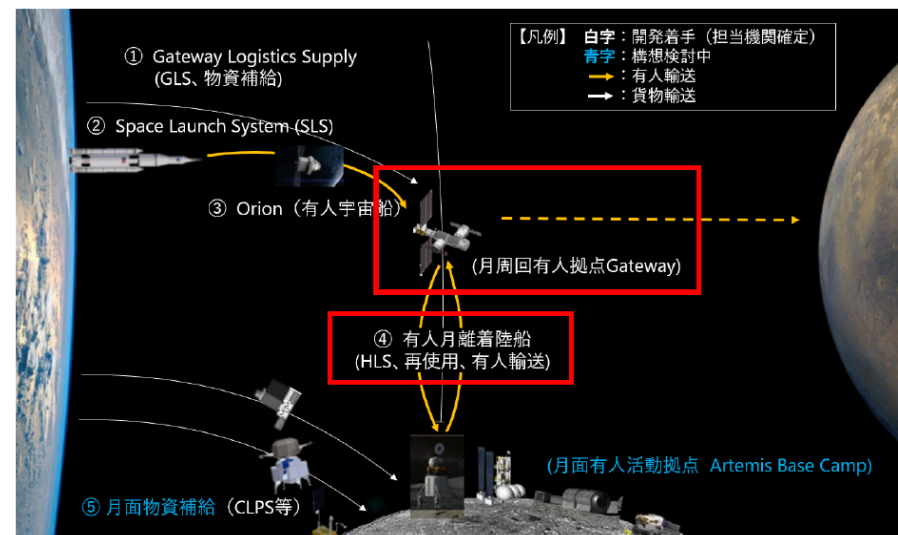 ① Gateway Logistics Supply
(GLS、物資補給)
【凡例】 白字：開発着手（担当機関確定）
青字：構想検討中
：有人輸送
：貨物輸送
② Space Launch System (SLS)
③ Orion（有人宇宙船）
(月周回有人拠点Gateway)
④ 有人月離着陸船
(HLS、再使用、有人輸送)
(月面有人活動拠点 Artemis Base Camp)
⑤ 月面物資補給（CLPS等）